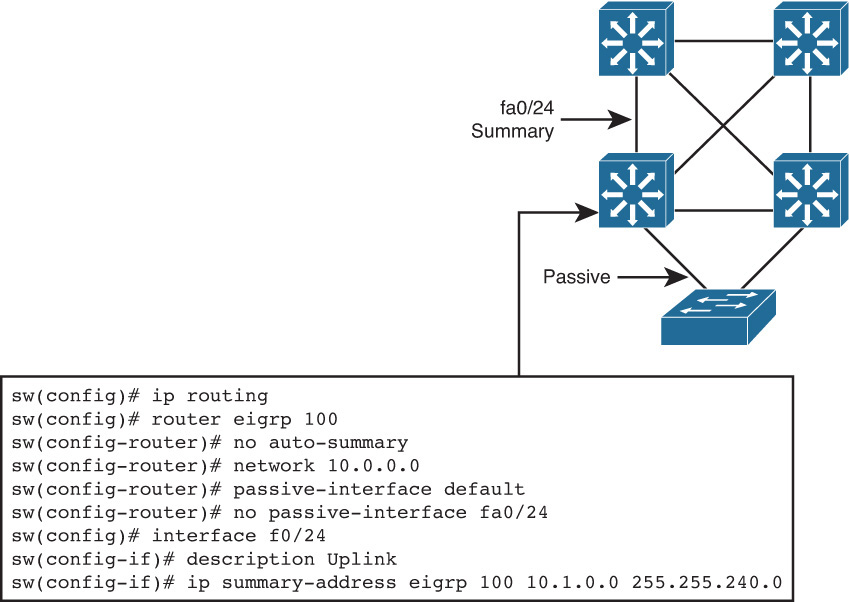 fa0/24
Summary
Passive
sw(config)# ip routing
sw(config)# router eigrp 100
sw(config-router)# no auto-summary
sw(config-router)# network 10.0.0.0
sw(config-router)# passive-interface default
sw(config-router)# no passive-interface fa0/24
sw(config)# interface f0/24
sw(config-if)# description Uplink
sw(config-if)# ip summary-address eigrp 100 10.1.0.0 255.255.240.0